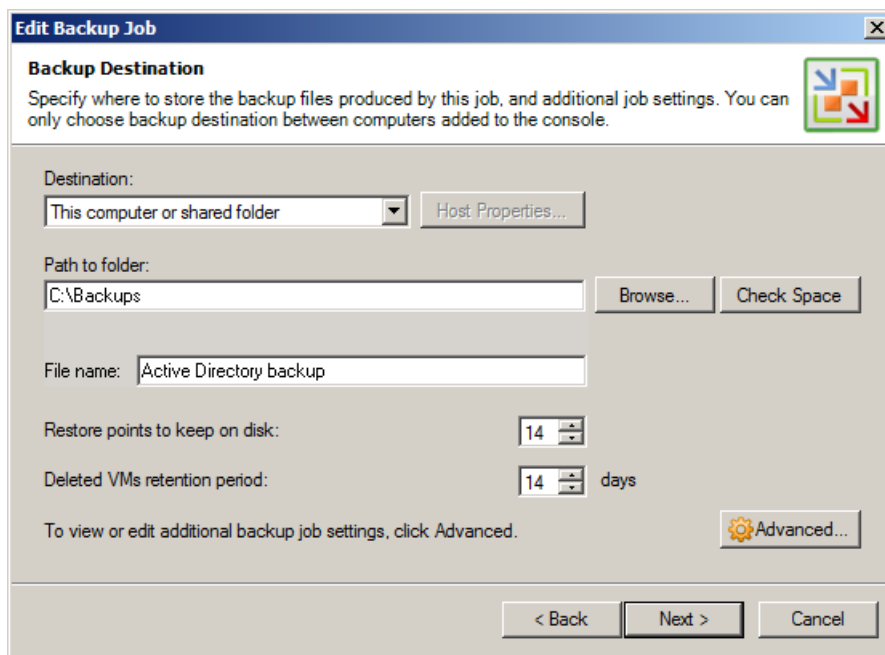 Edit Backup Job
Backup Destination
Specify where to store the backup files produced by this job, and additional job settings. You can
only choose backup destination between computers added to the console.
Destination:
This computer or shared folder
Host Properties...
Path to folder:
C:\Backups
Browse...
Check Space
File name:
Active Directory backup
Restore points to keep on disk:
14
Deleted VMs retention period:
14
days
To view or edit additional backup job settings, click Advanced.
Advanced...
< Back
Next >
Cancel